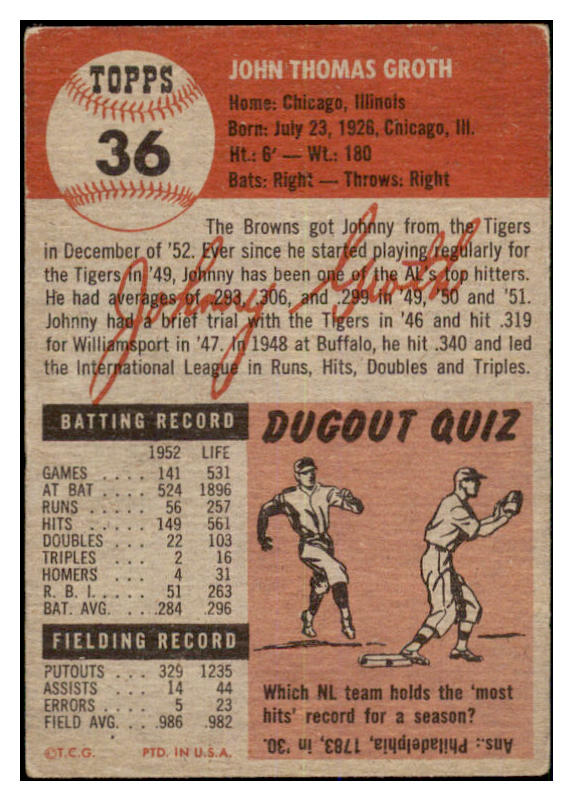 TOPPS
36
JOHN THOMAS GROTH
Home: Chicago, Illinois
Born: July 23, 1926, Chicago, Ill.
Ht.: 6' — Wt.: 180
Bats: Right — Throws: Right
The Browns got Johnny from the Tigers
in December of '52. Ever since he started playing regularly for
the Tigers in '49, Johnny has been one of the AL's top hitters.
He had averages of .293, .306, and .299 in '49, '50 and '51.
Johnny had a brief trial with the Tigers in '46 and hit .319
for Williamsport in '47. In 1948 at Buffalo, he hit .340 and led
the International League in Runs, Hits, Doubles and Triples.
Johnny Groth
BATTING RECORD
1952 LIFE
GAMES .... 141 531
AT BAT .... 524 1896
RUNS ..... 56 257
HITS ...... 149 561
DOUBLES ... 22 103
TRIPLES .... 2 16
HOMERS .... 4 31
R. B. I. .... 51 263
BAT. AVG. ... .284 .296
FIELDING RECORD
PUTOUTS ... 329 1235
ASSISTS .... 14 44
ERRORS .... 5 23
FIELD AVG. ... .986 .982
©T.C.G. PTD. IN U.S.A.
DUGOUT QUIZ
Which NL team holds the 'most
hits' record for a season?
Ans.: Philadelphia, 1783, in '30.